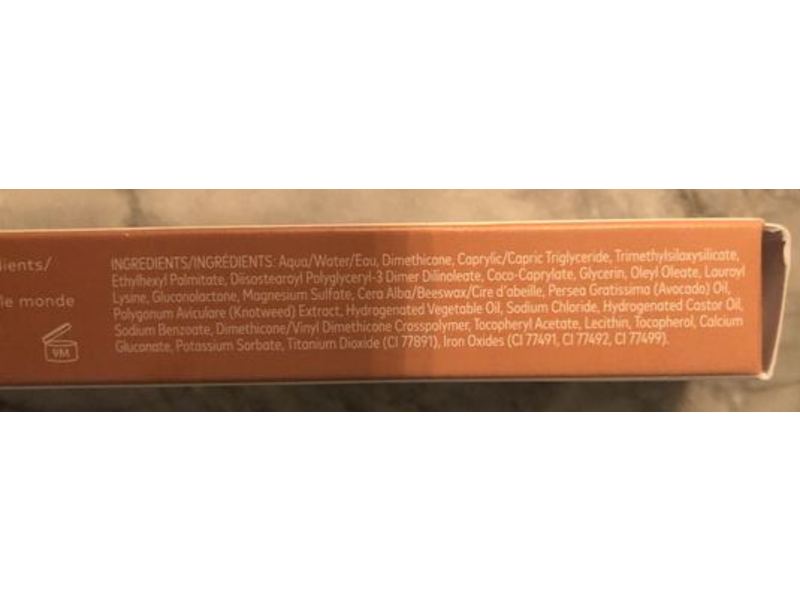 dients/
le monde
9M
INGREDIENTS/INGRÉDIENTS: Aqua/Water/Eau, Dimethicone, Caprylic/Capric Triglyceride, Trimethylsiloxysilicate,
Ethylhexyl Palmitate, Diisostearoyl Polyglyceryl-3 Dimer Dilinoleate, Coco-Caprylate, Glycerin, Oleyl Oleate, Lauroyl
Lysine, Gluconolactone, Magnesium Sulfate, Cera Alba/Beeswax/Cire d'abeille, Persea Gratissima (Avocado) Oil,
Polygonum Aviculare (Knotweed) Extract, Hydrogenated Vegetable Oil, Sodium Chloride, Hydrogenated Castor Oil,
Sodium Benzoate, Dimethicone/Vinyl Dimethicone Crosspolymer, Tocopheryl Acetate, Lecithin, Tocopherol, Calcium
Gluconate, Potassium Sorbate, Titanium Dioxide (CI 77891), Iron Oxides (CI 77491, CI 77492, CI 77499).